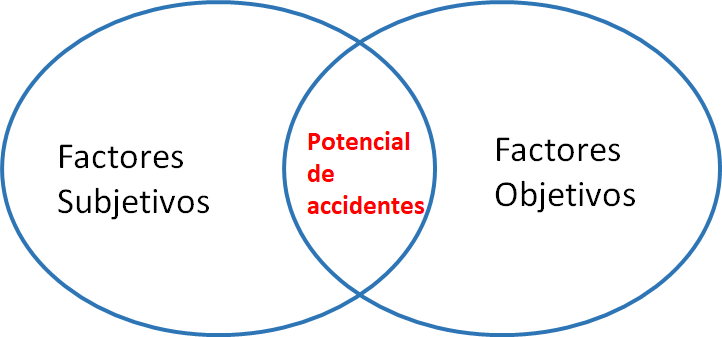 Factores
Subjetivos
Potencial
de
accidentes
Factores
Objetivos